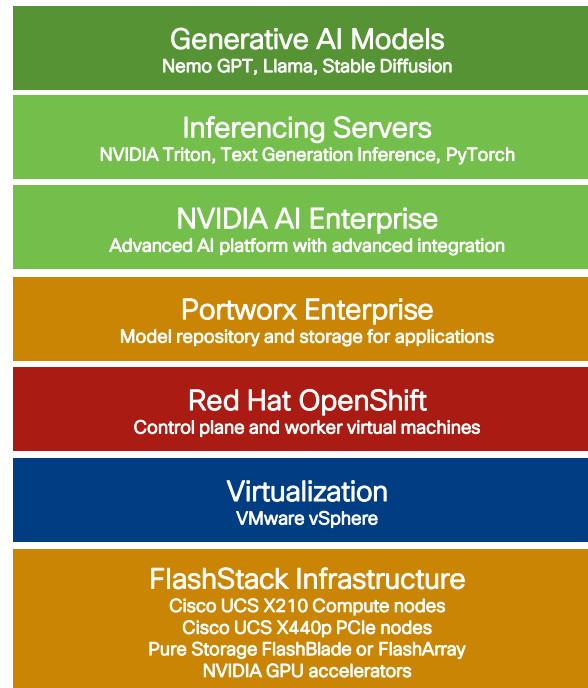 Generative AI Models
Nemo GPT, Llama, Stable Diffusion
Inferencing Servers
NVIDIA Triton, Text Generation Inference, PyTorch
NVIDIA AI Enterprise
Advanced AI platform with advanced integration
Portworx Enterprise
Model repository and storage for applications
Red Hat OpenShift
Control plane and worker virtual machines
Virtualization
VMware vSphere
FlashStack Infrastructure
Cisco UCS X210 Compute nodes
Cisco UCS X440p PCIe nodes
Pure Storage FlashBlade or FlashArray
NVIDIA GPU accelerators